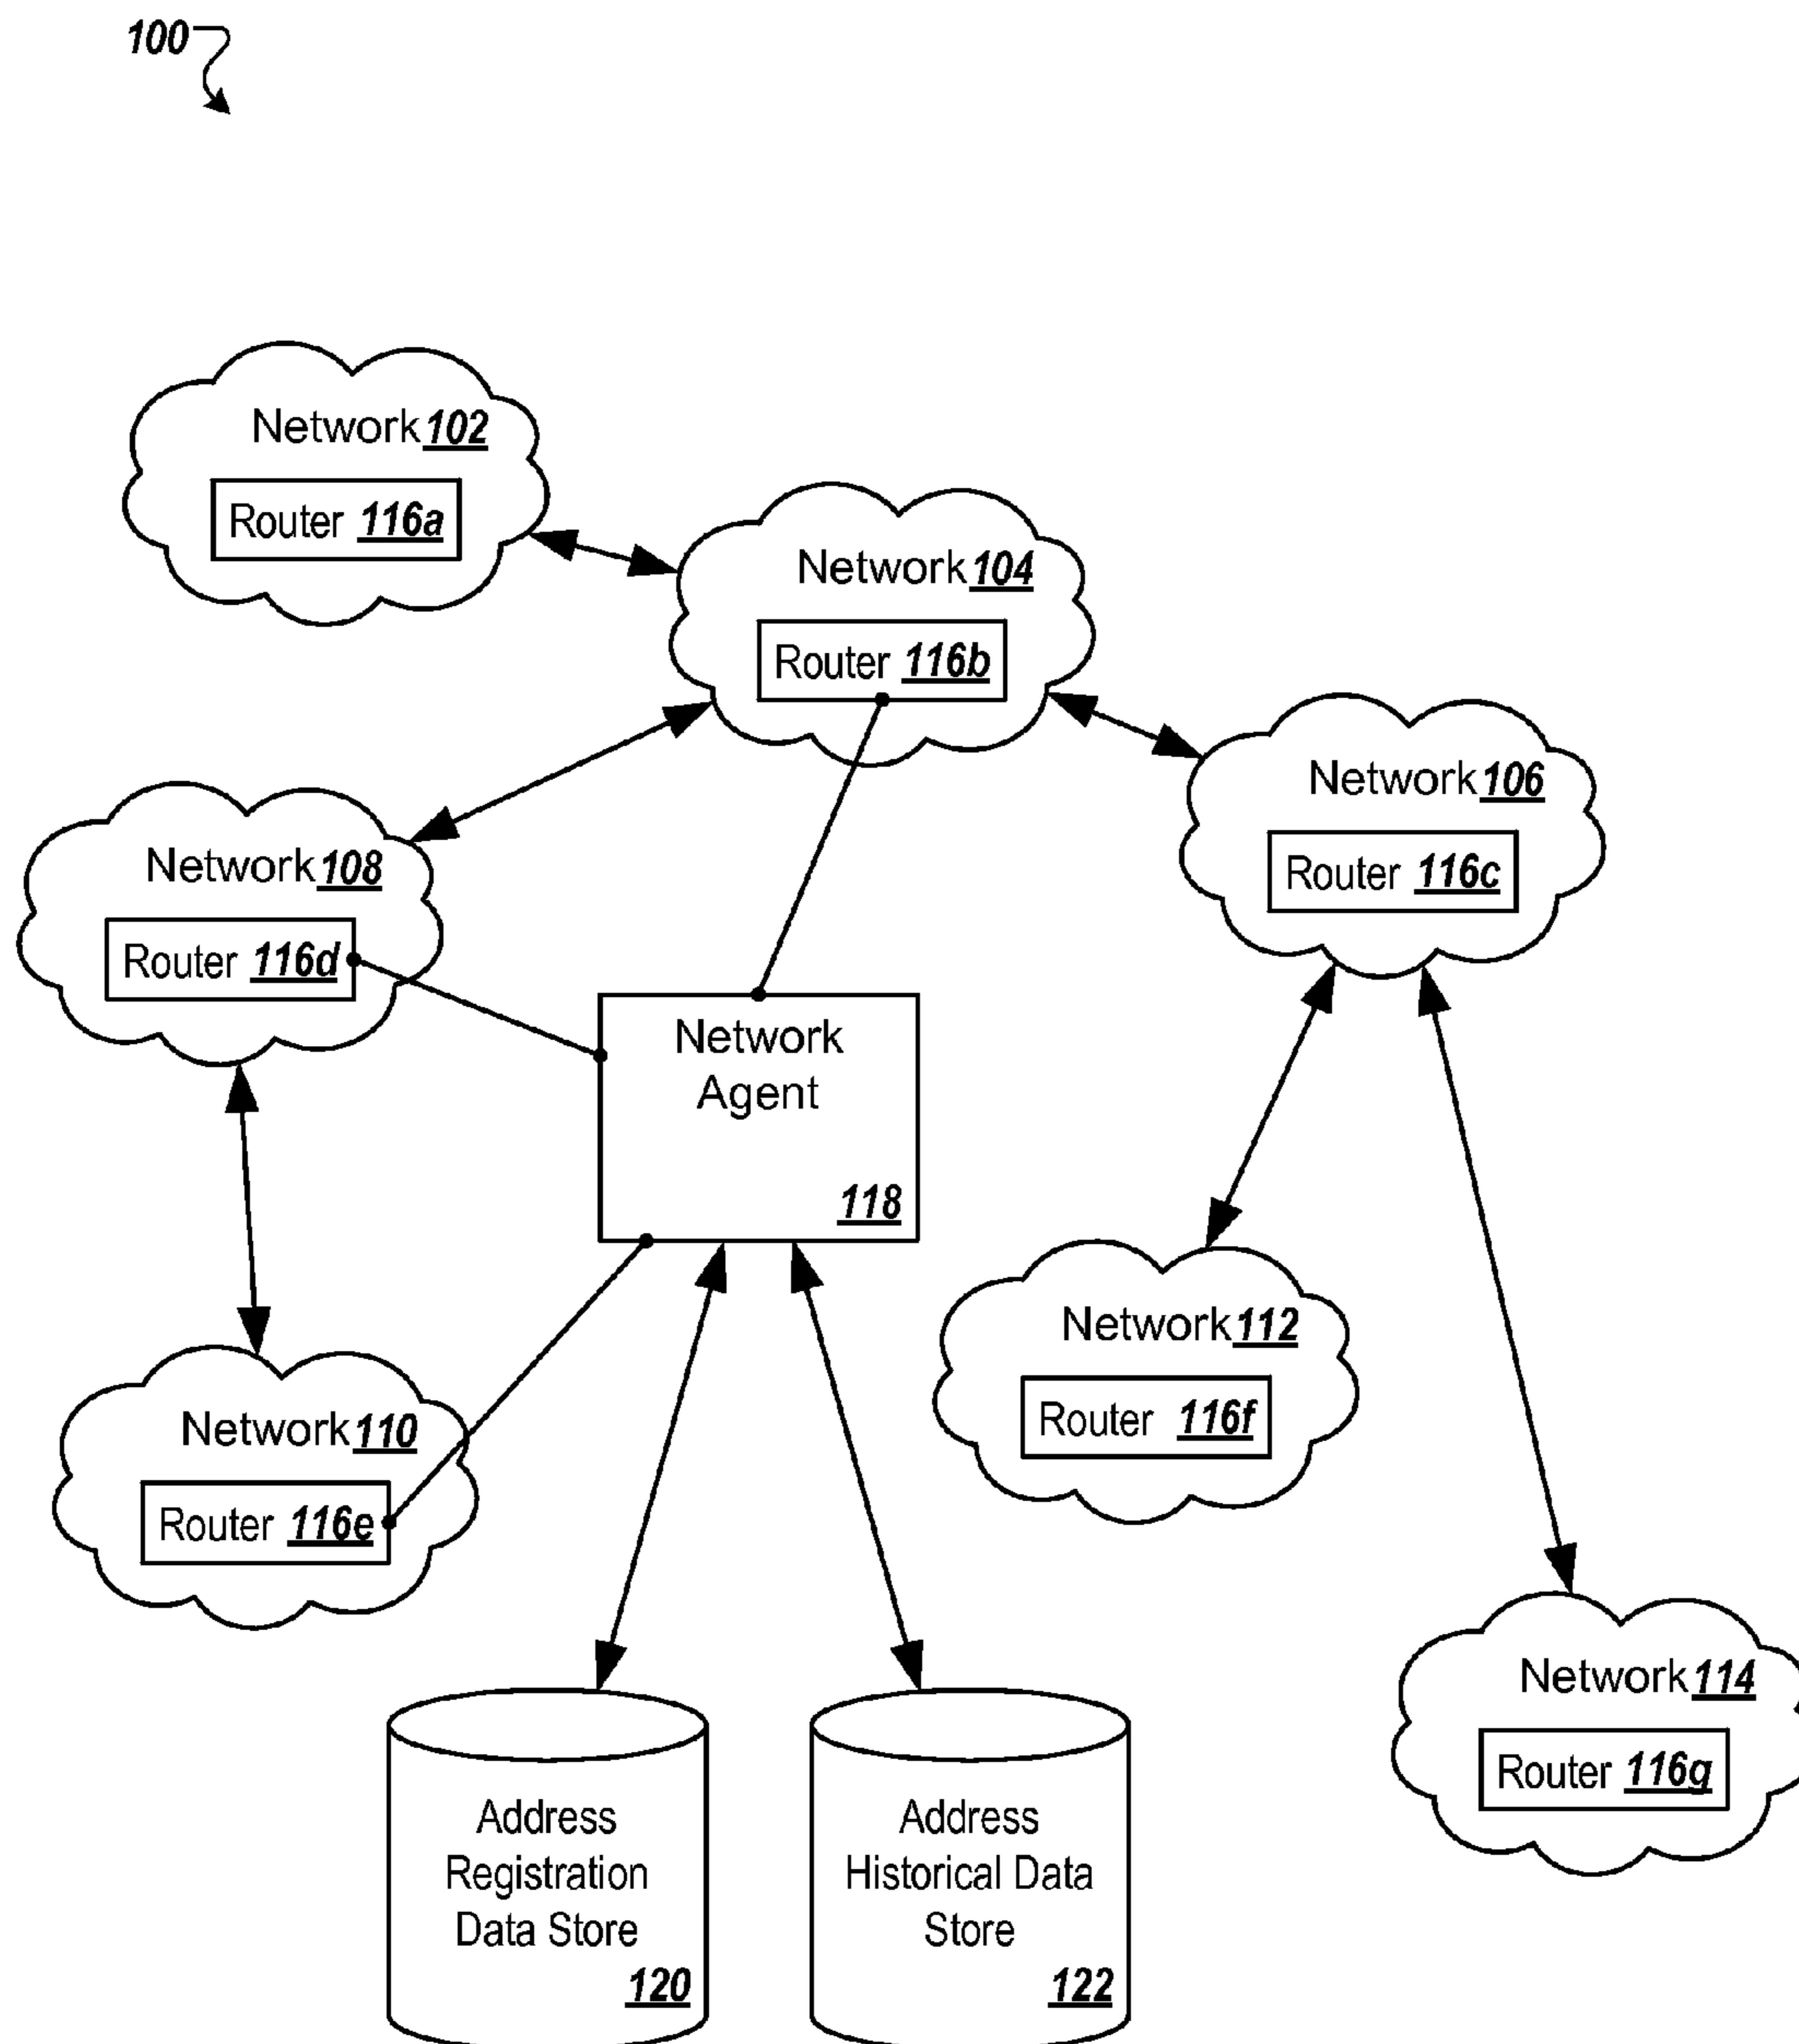 100
Network 102
Router 116a
Network 104
Router 116b
Network 106
Router 116c
Network 108
Router 116d
Network
Agent
118
Network 112
Router 116f
Network 110
Router 116e
Network 114
Router 116g
Address
Registration
Data Store
120
Address
Historical Data
Store
122